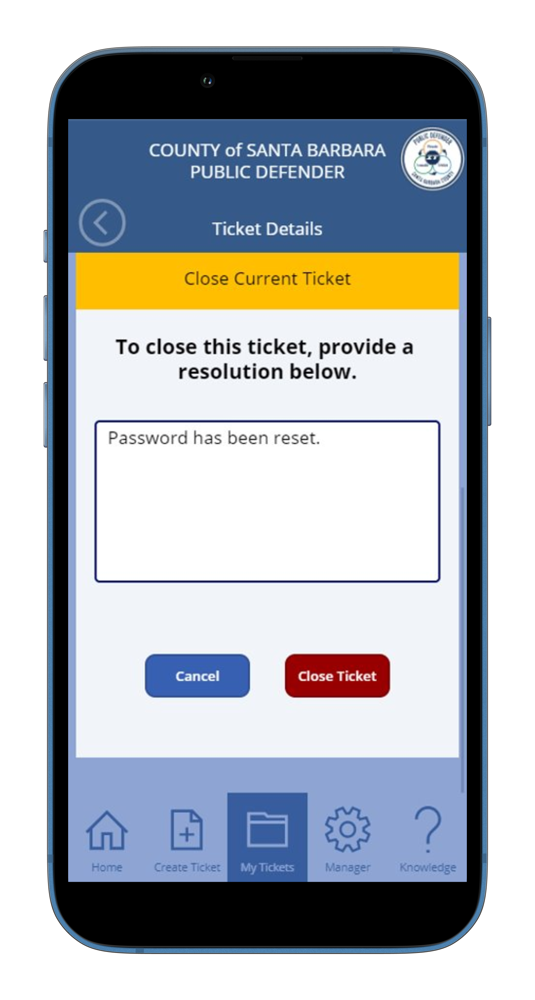 COUNTY of SANTA BARBARA
PUBLIC DEFENDER
PUBLIC DEFENDER
SANTA BARBARA COUNTY
Ticket Details
Close Current Ticket
To close this ticket, provide a
resolution below.
Password has been reset.
Cancel
Close Ticket
Home
Create Ticket
My Tickets
Manager
Knowledge